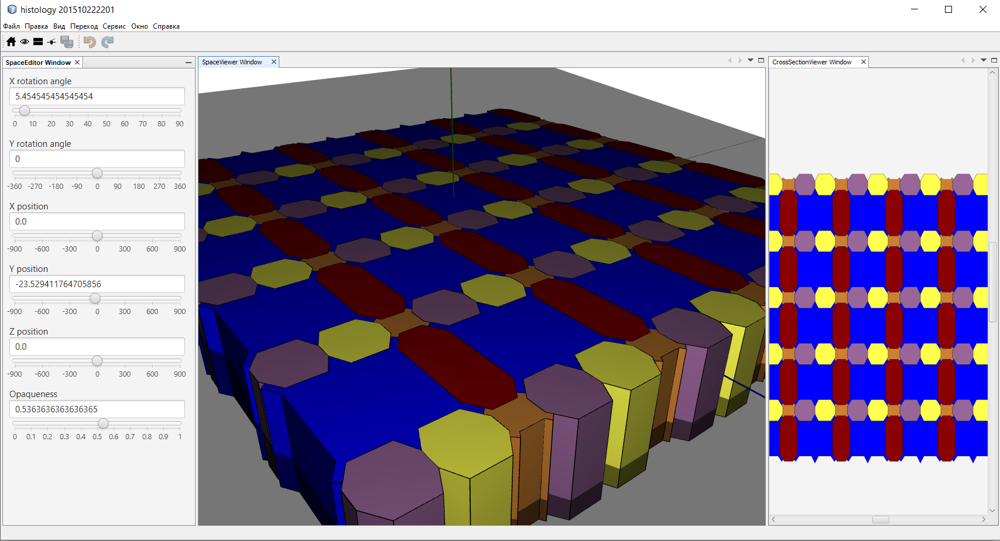 histology 201510222201
Файл Правка Вид Переход Сервис Окно Справка
SpaceEditor Window
X rotation angle
5.454545454545454
0 10 20 30 40 50 60 70 80 90
Y rotation angle
0
-360 -270 -180 -90 0 90 180 270 360
X position
0.0
-900 -600 -300 0 300 600 900
Y position
-23.529411764705856
-900 -600 -300 0 300 600 900
Z position
0.0
-900 -600 -300 0 300 600 900
Opaqueness
0.5363636363636365
0 0.1 0.2 0.3 0.4 0.5 0.6 0.7 0.8 0.9 1
SpaceViewer Window
CrossSectionViewer Window